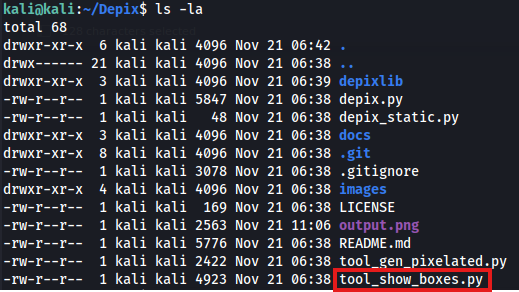 kali@kali:~/Depix$ ls -la
total 68
drwxr-xr-x  6 kali kali 4096 Nov 21 06:42 .
drwx------ 21 kali kali 4096 Nov 21 06:38 ..
drwxr-xr-x  3 kali kali 4096 Nov 21 06:39 depixlib
-rw-r--r--  1 kali kali 5847 Nov 21 06:38 depix.py
-rw-r--r--  1 kali kali   48 Nov 21 06:38 depix_static.py
drwxr-xr-x  3 kali kali 4096 Nov 21 06:38 docs
drwxr-xr-x  8 kali kali 4096 Nov 21 06:38 .git
-rw-r--r--  1 kali kali 3078 Nov 21 06:38 .gitignore
drwxr-xr-x  4 kali kali 4096 Nov 21 06:38 images
-rw-r--r--  1 kali kali  169 Nov 21 06:38 LICENSE
-rw-r--r--  1 kali kali 2563 Nov 21 11:06 output.png
-rw-r--r--  1 kali kali 5776 Nov 21 06:38 README.md
-rw-r--r--  1 kali kali 2422 Nov 21 06:38 tool_gen_pixelated.py
-rw-r--r--  1 kali kali 4923 Nov 21 06:38 tool_show_boxes.py